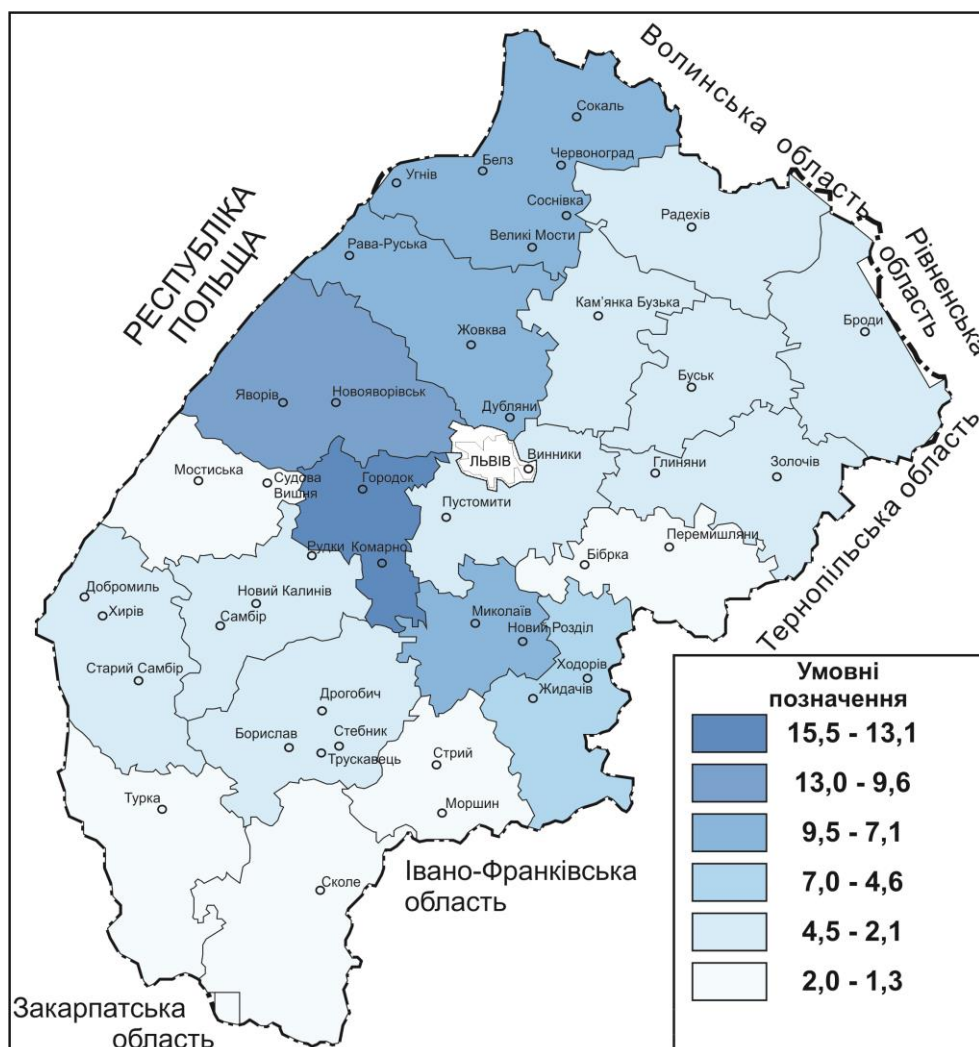 Волинська область
Рівненська
область
РЕСПУБЛІКА
ПОЛЬЩА
Тернопільська область
Сокаль
Белз
Червоноград
Угнів
Соснівка
Радехів
Великі Мости
Рава-Руська
Кам’янка Бузька
Броди
Жовква
Буськ
Яворів
Новояворівськ
Дубляни
ЛЬВІВ
Винники
Мостиська
Судова
Вишня
Городок
Глиняни
Золочів
Пустомити
Рудки
Комарно
Бібрка
Перемишляни
Добромиль
Хирів
Новий Калинів
Самбір
Миколаїв
Новий Розділ
Ходорів
Старий Самбір
Жидачів
Дрогобич
Борислав
Стебник
Трускавець
Стрий
Турка
Моршин
Сколе
Івано-Франківська
область
Закарпатська
область
Умовні
позначення
15,5 - 13,1
13,0 - 9,6
9,5 - 7,1
7,0 - 4,6
4,5 - 2,1
2,0 - 1,3